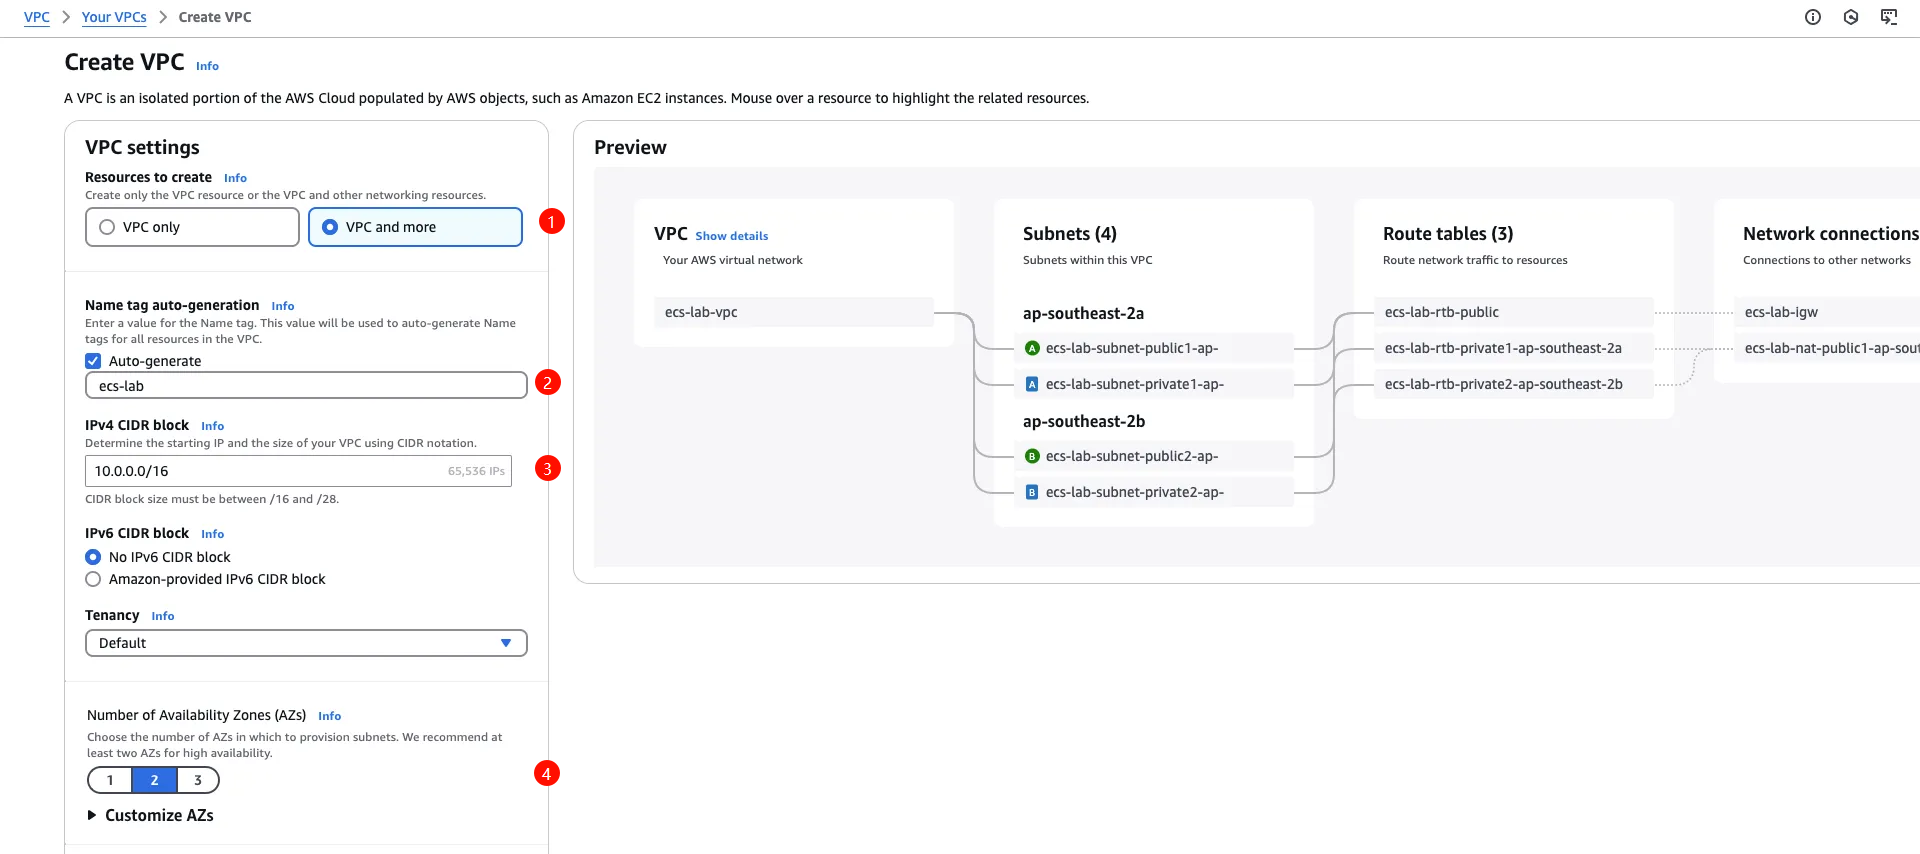 VPC > Your VPCs > Create VPC
Create VPC Info
A VPC is an isolated portion of the AWS Cloud populated by AWS objects, such as Amazon EC2 instances. Mouse over a resource to highlight the related resources.
VPC settings
Resources to create Info
Create only the VPC resource or the VPC and other networking resources.
VPC only
VPC and more
1
Name tag auto-generation Info
Enter a value for the Name tag. This value will be used to auto-generate Name
tags for all resources in the VPC.
Auto-generate
ecs-lab
2
IPv4 CIDR block Info
Determine the starting IP and the size of your VPC using CIDR notation.
10.0.0.0/16 65,536 IPs
3
CIDR block size must be between /16 and /28.
IPv6 CIDR block Info
No IPv6 CIDR block
Amazon-provided IPv6 CIDR block
Tenancy Info
Default
Number of Availability Zones (AZs) Info
Choose the number of AZs in which to provision subnets. We recommend at
least two AZs for high availability.
1 2 3
4
Customize AZs
Preview
VPC Show details
Your AWS virtual network
ecs-lab-vpc
Subnets (4)
Subnets within this VPC
ap-southeast-2a
A ecs-lab-subnet-public1-ap-
A ecs-lab-subnet-private1-ap-
ap-southeast-2b
B ecs-lab-subnet-public2-ap-
B ecs-lab-subnet-private2-ap-
Route tables (3)
Route network traffic to resources
ecs-lab-rtb-public
ecs-lab-rtb-private1-ap-southeast-2a
ecs-lab-rtb-private2-ap-southeast-2b
Network connections
Connections to other networks
ecs-lab-igw
ecs-lab-nat-public1-ap-sout